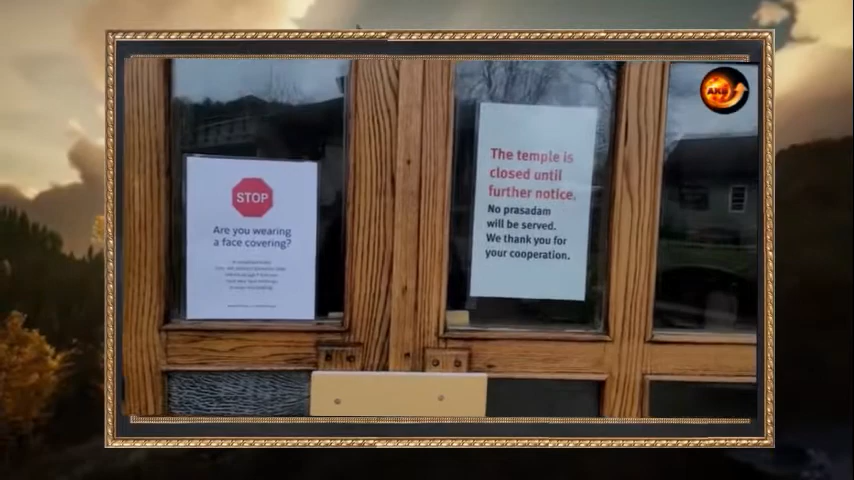 STOP
Are you wearing
a face covering?
The temple is
closed until
further notice.
No prasadam
will be served.
We thank you for
your cooperation.
AKB